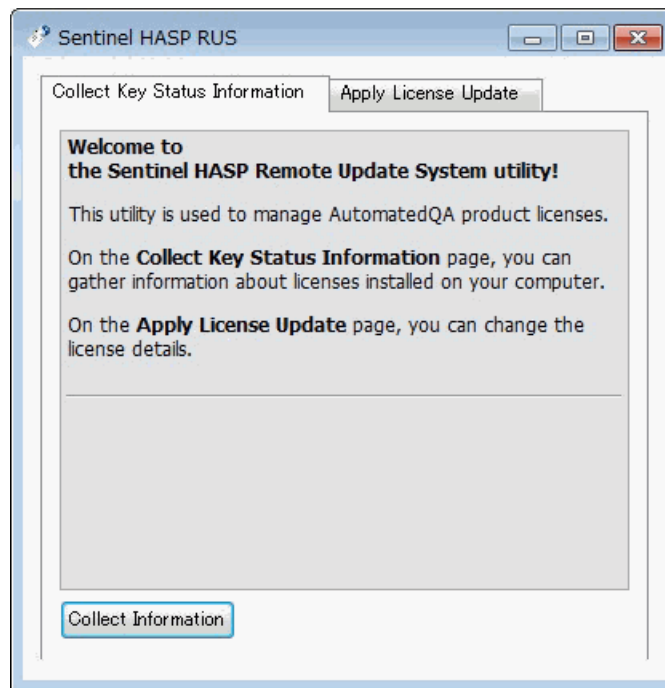 Sentinel HASP RUS
Collect Key Status Information
Apply License Update
Welcome to
the Sentinel HASP Remote Update System utility!
This utility is used to manage AutomatedQA product licenses.
On the Collect Key Status Information page, you can
gather information about licenses installed on your computer.
On the Apply License Update page, you can change the
license details.
Collect Information